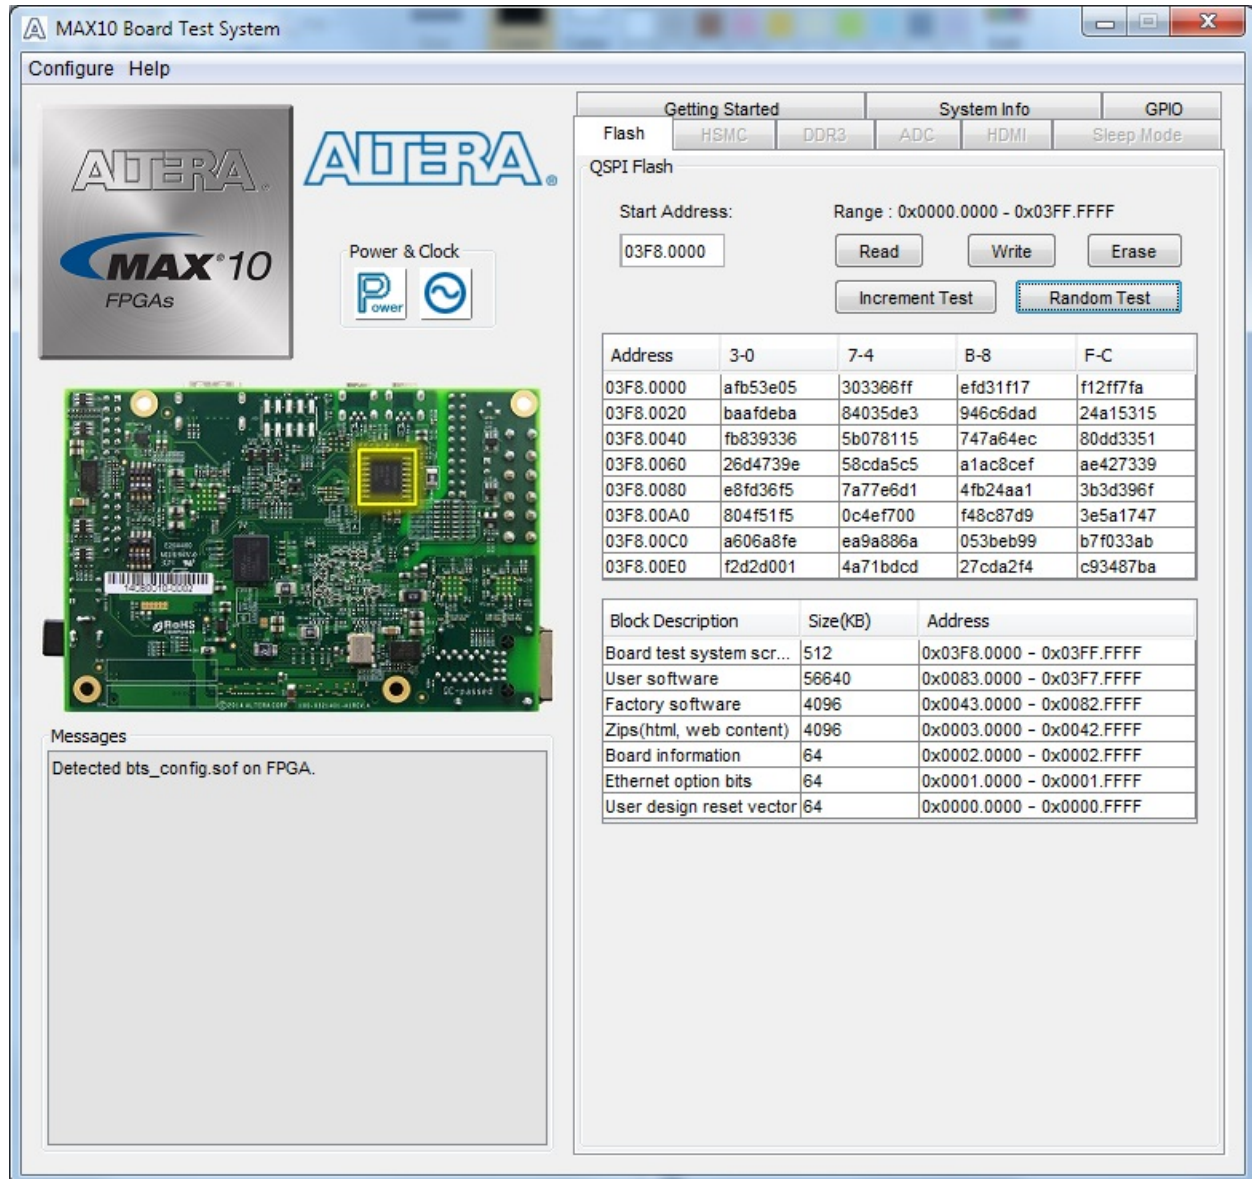 MAX10 Board Test System
Configure Help
ALTERA
MAX 10
FPGAs
ALTERA
Power & Clock
Power
14080010-0002
RoHS
QC-passed
Messages
Detected bts_config.sof on FPGA.
Getting Started System Info GPIO
Flash HSMC DDR3 ADC HDMI Sleep Mode
QSPI Flash
Start Address: Range : 0x0000.0000 - 0x03FF.FFFF
03F8.0000 Read Write Erase
Increment Test Random Test
Address 3-0 7-4 B-8 F-C
03F8.0000 afb53e05 303366ff efd31f17 f12ff7fa
03F8.0020 baafdeba 84035de3 946c6dad 24a15315
03F8.0040 fb839336 5b078115 747a64ec 80dd3351
03F8.0060 26d4739e 58cda5c5 a1ac8cef ae427339
03F8.0080 e8fd36f5 7a77e6d1 4fb24aa1 3b3d396f
03F8.00A0 804f51f5 0c4ef700 f48c87d9 3e5a1747
03F8.00C0 a606a8fe ea9a886a 053beb99 b7f033ab
03F8.00E0 f2d2d001 4a71bdcd 27cda2f4 c93487ba
Block Description Size(KB) Address
Board test system scr... 512 0x03F8.0000 - 0x03FF.FFFF
User software 56640 0x0083.0000 - 0x03F7.FFFF
Factory software 4096 0x0043.0000 - 0x0082.FFFF
Zips(html, web content) 4096 0x0003.0000 - 0x0042.FFFF
Board information 64 0x0002.0000 - 0x0002.FFFF
Ethernet option bits 64 0x0001.0000 - 0x0001.FFFF
User design reset vector 64 0x0000.0000 - 0x0000.FFFF